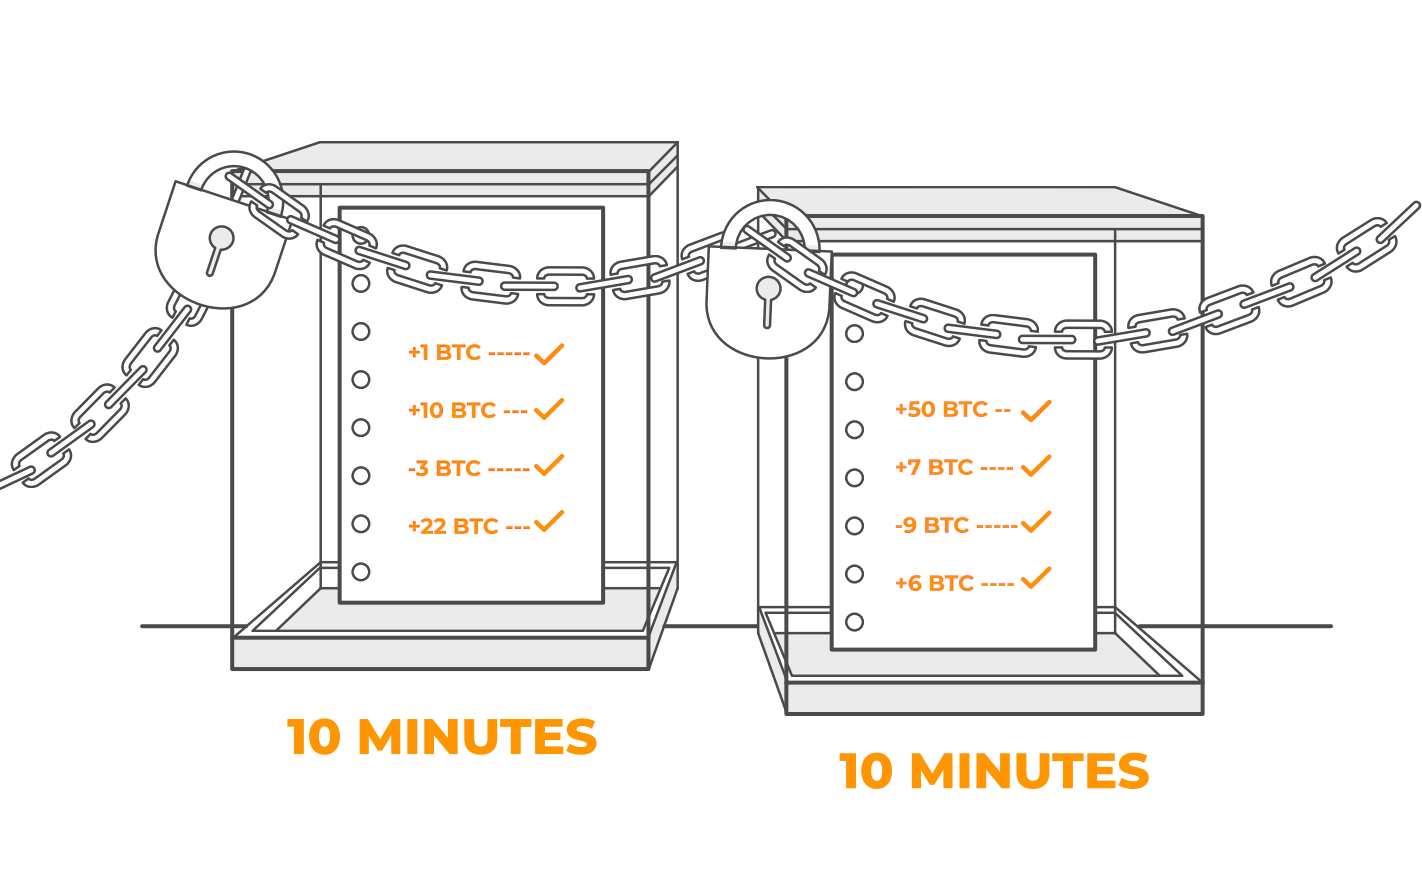 +1 BTC -----
+10 BTC ---
-3 BTC -----
+22 BTC ---
10 MINUTES
+50 BTC --
+7 BTC ----
-9 BTC -----
+6 BTC ----
10 MINUTES